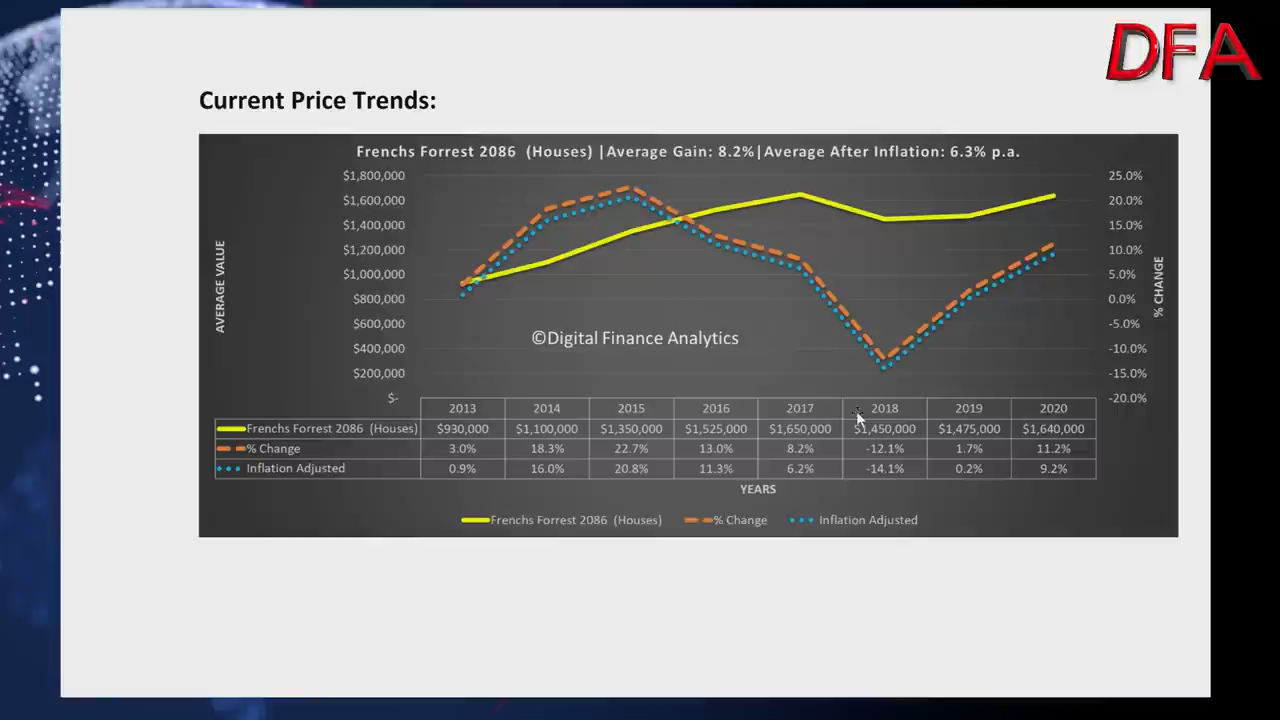 DFA
Current Price Trends:
Frenchs Forrest 2086 (Houses) |Average Gain: 8.2%|Average After Inflation: 6.3% p.a.
$1,800,000
$1,600,000
$1,400,000
$1,200,000
$1,000,000
$800,000
$600,000
$400,000
$200,000
$-
AVERAGE VALUE
25.0%
20.0%
15.0%
10.0%
5.0%
0.0%
-5.0%
-10.0%
-15.0%
-20.0%
% CHANGE
©Digital Finance Analytics
2013 2014 2015 2016 2017 2018 2019 2020
Frenchs Forrest 2086 (Houses) $930,000 $1,100,000 $1,350,000 $1,525,000 $1,650,000 $1,450,000 $1,475,000 $1,640,000
% Change 3.0% 18.3% 22.7% 13.0% 8.2% -12.1% 1.7% 11.2%
Inflation Adjusted 0.9% 16.0% 20.8% 11.3% 6.2% -14.1% 0.2% 9.2%
YEARS
Frenchs Forrest 2086 (Houses) % Change Inflation Adjusted